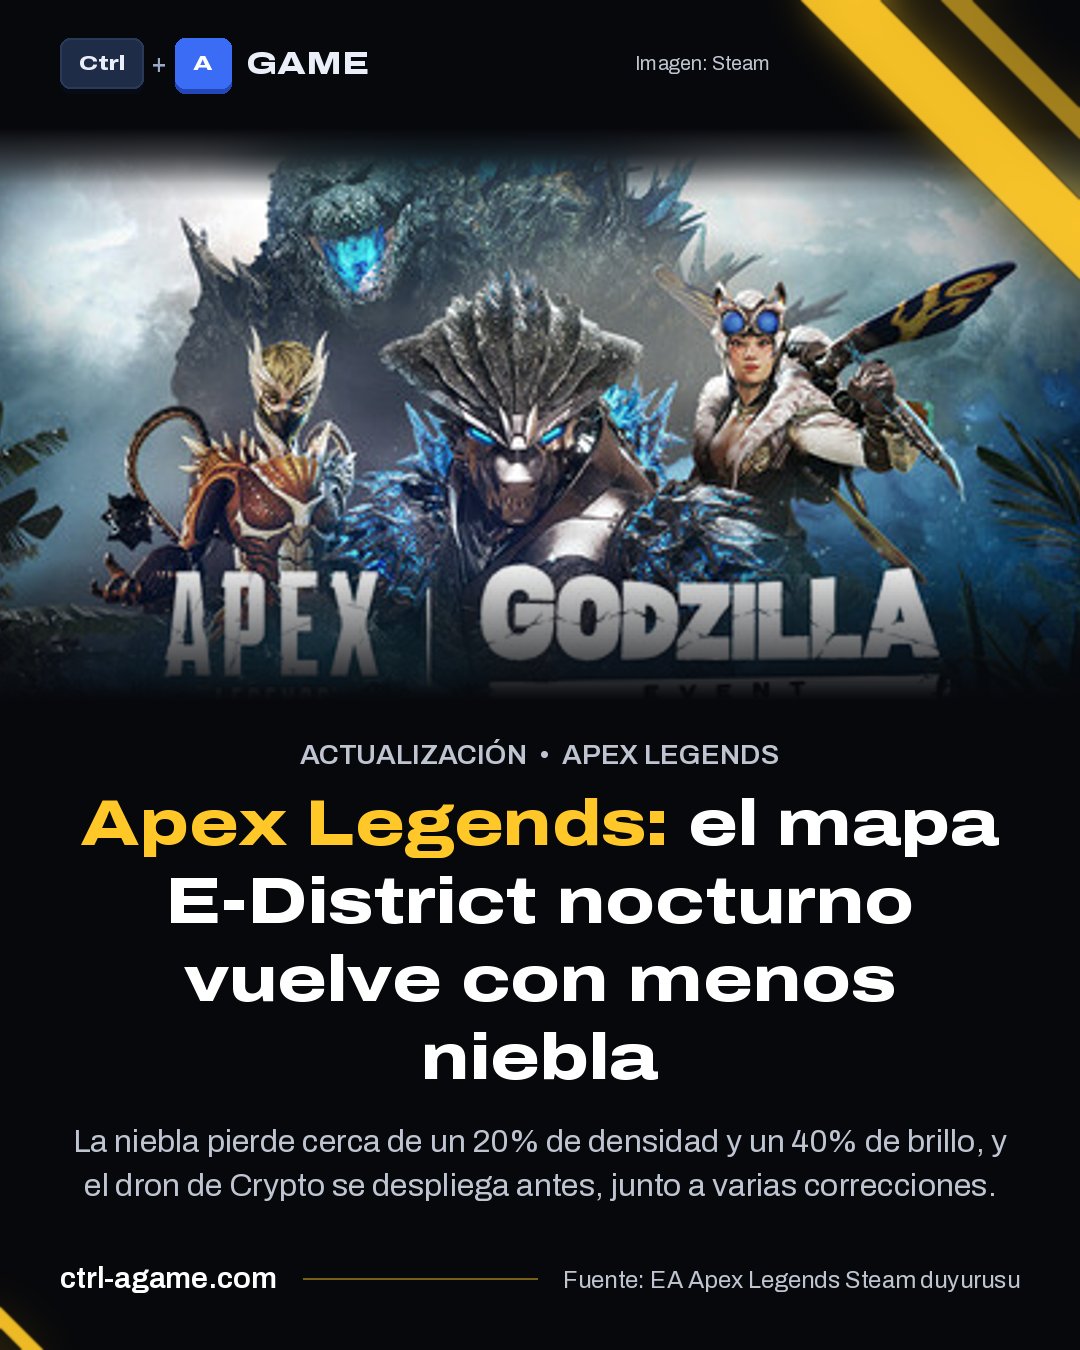 Ctrl + A GAME
Imagen: Steam
APEX
LEGENDS
GODZILLA
EVENT
ACTUALIZACIÓN • APEX LEGENDS
Apex Legends: el mapa
E-District nocturno
vuelve con menos
niebla
La niebla pierde cerca de un 20% de densidad y un 40% de brillo, y
el dron de Crypto se despliega antes, junto a varias correcciones.
ctrl-agame.com
Fuente: EA Apex Legends Steam duyurusu